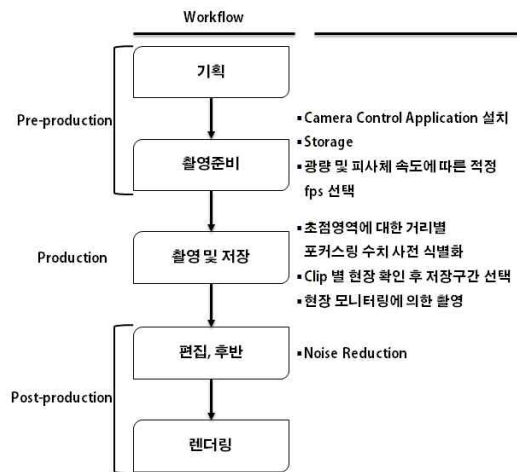 Workflow
기획
Pre-production
▪ Camera Control Application 설치
▪ Storage
촬영준비
▪ 광량 및 피사체 속도에 따른 적정
fps 선택
▪ 초점영역에 대한 거리별
Production
촬영 및 저장
포커스링 수치 사전 식별화
▪ Clip 별 현장 확인 후 저장구간 선택
▪ 현장 모니터링에 의한 촬영
편집, 후반
▪ Noise Reduction
Post-production
렌더링